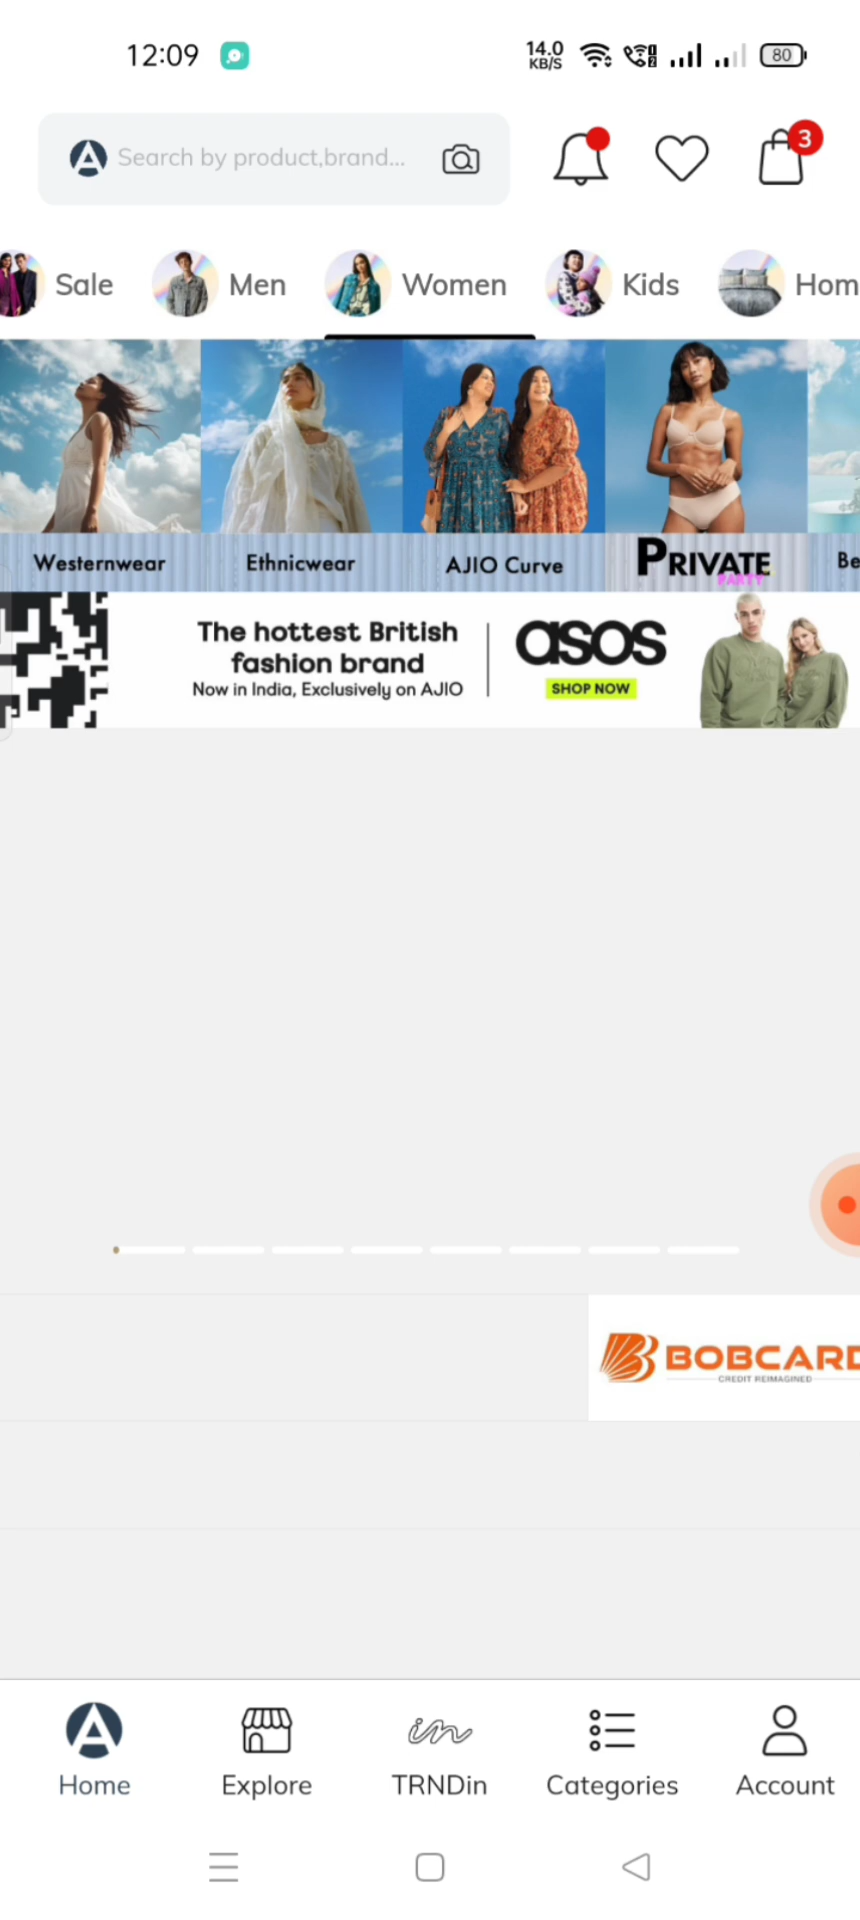 12:09
14.0
KB/S
80
Search by product,brand...
3
Sale
Men
Women
Kids
Hom
Westernwear
Ethnicwear
AJIO Curve
PRIVATE
PARTY
Be
The hottest British
fashion brand
Now in India, Exclusively on AJIO
asos
SHOP NOW
BOBCARD
CREDIT REIMAGINED
Home
Explore
TRNDin
Categories
Account